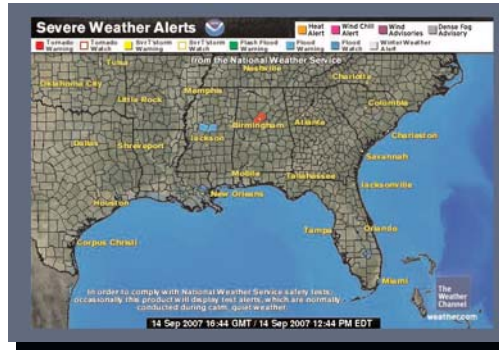 Severe Weather Alerts
Heat Alert
Wind Chill Alert
Wind Advisories
Dense Fog Advisory
Tornado Warning
Tornado Watch
Svr T'storm Warning
Svr T'storm Watch
Flash Flood Warning
Flood Warning
Flood Watch
Winter Weather Alert
from the National Weather Service
Tulsa
Nashville
Charlotte
Oklahoma City
Memphis
Little Rock
Columbia
Birmingham
Atlanta
Charleston
Jackson
Dallas
Shreveport
Savannah
Mobile
Tallahassee
Jacksonville
New Orleans
Houston
Tampa
Orlando
Corpus Christi
Miami
In order to comply with National Weather Service safety tests,
occasionally this product will display test alerts, which are normally
conducted during calm, quiet weather.
The
Weather
Channel
weather.com
14 Sep 2007 16:44 GMT / 14 Sep 2007 12:44 PM EDT